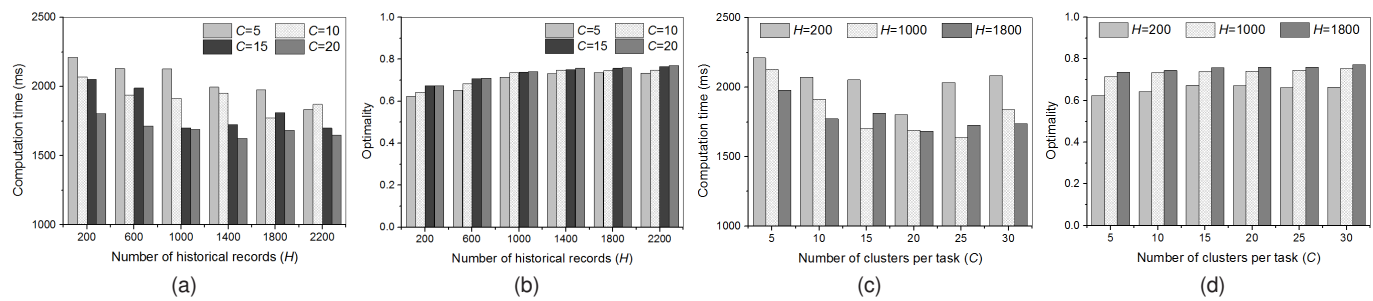 2500
2000
1500
1000
Computation time (ms)
C=5 C=10
C=15 C=20
200 600 1000 1400 1800 2200
Number of historical records (H)
(a)
1.0
0.8
0.6
0.4
0.2
0.0
Optimality
C=5 C=10
C=15 C=20
200 600 1000 1400 1800 2200
Number of historical records (H)
(b)
2500
2000
1500
1000
Computation time (ms)
H=200 H=1000 H=1800
5 10 15 20 25 30
Number of clusters per task (C)
(c)
1.0
0.8
0.6
0.4
0.2
0.0
Optimality
H=200 H=1000 H=1800
5 10 15 20 25 30
Number of clusters per task (C)
(d)